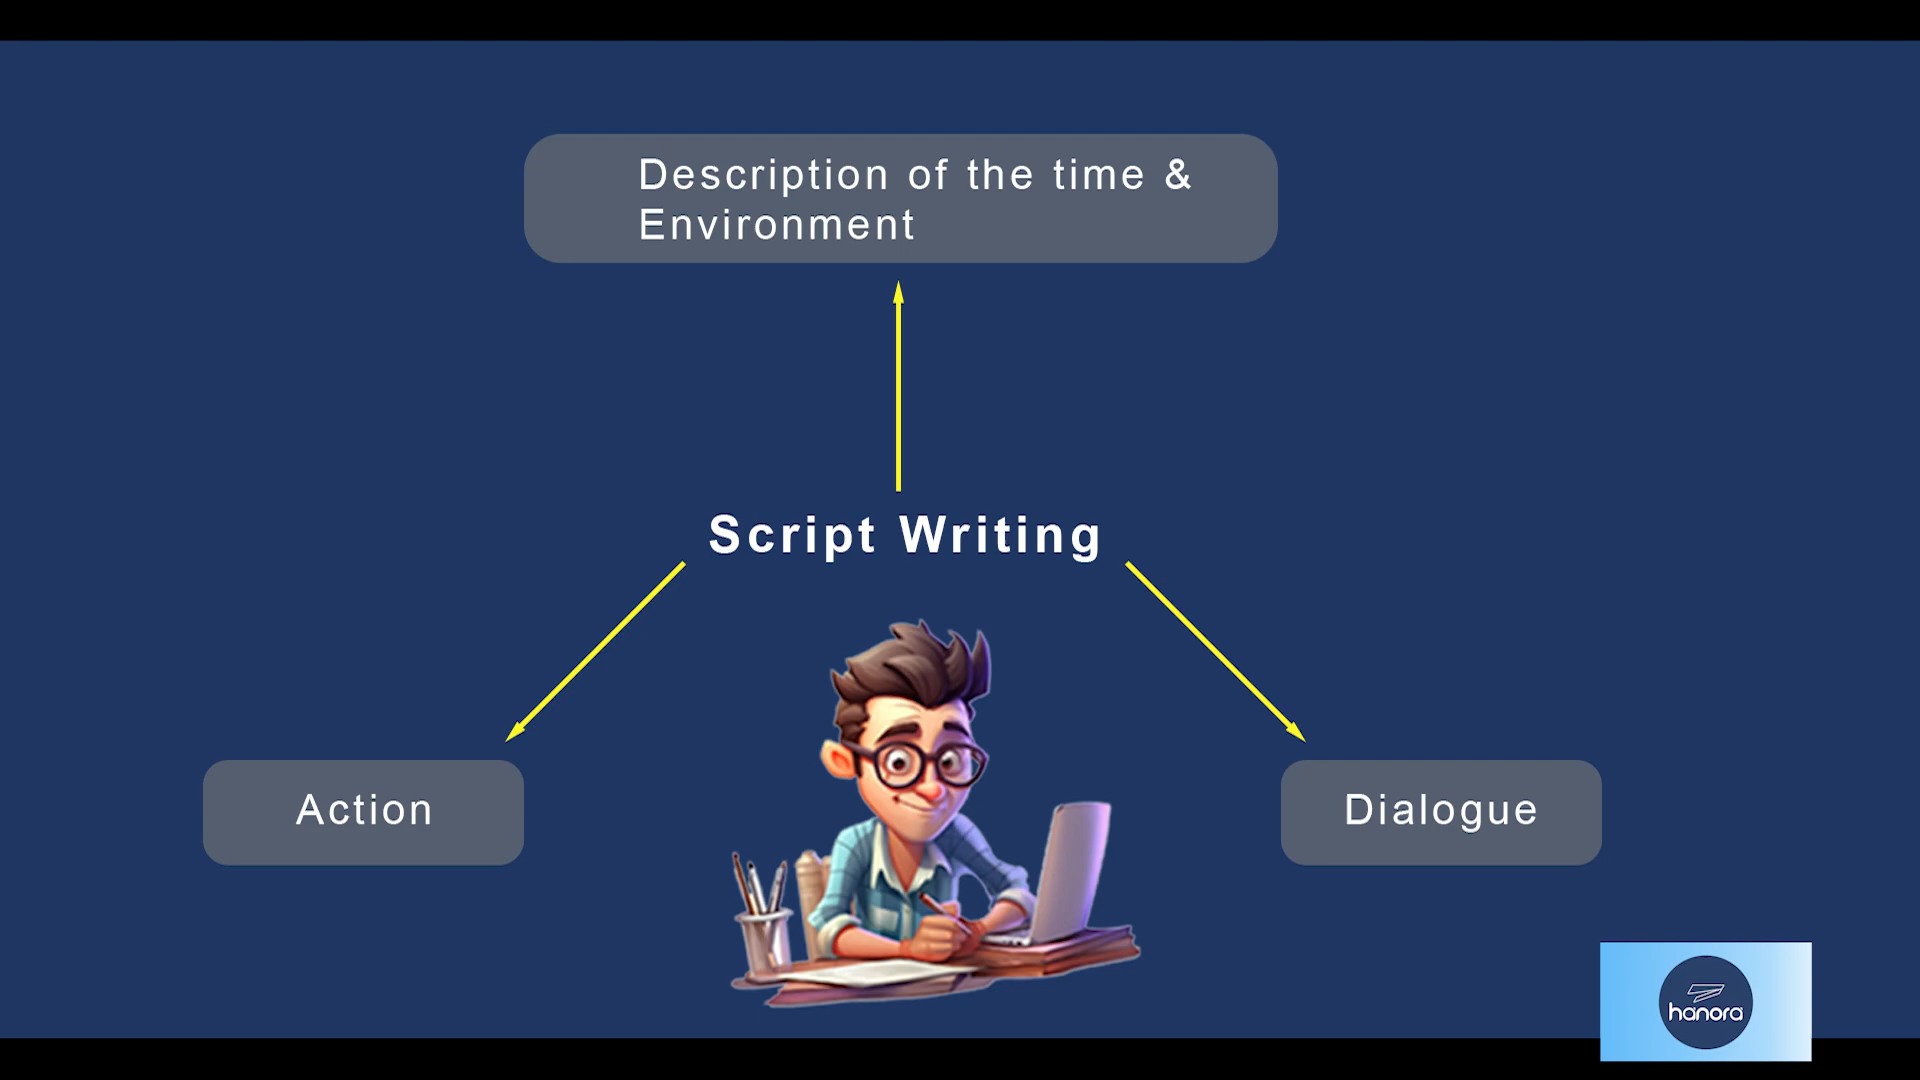 Description of the time &
Environment
Script Writing
Action
Dialogue
hanora